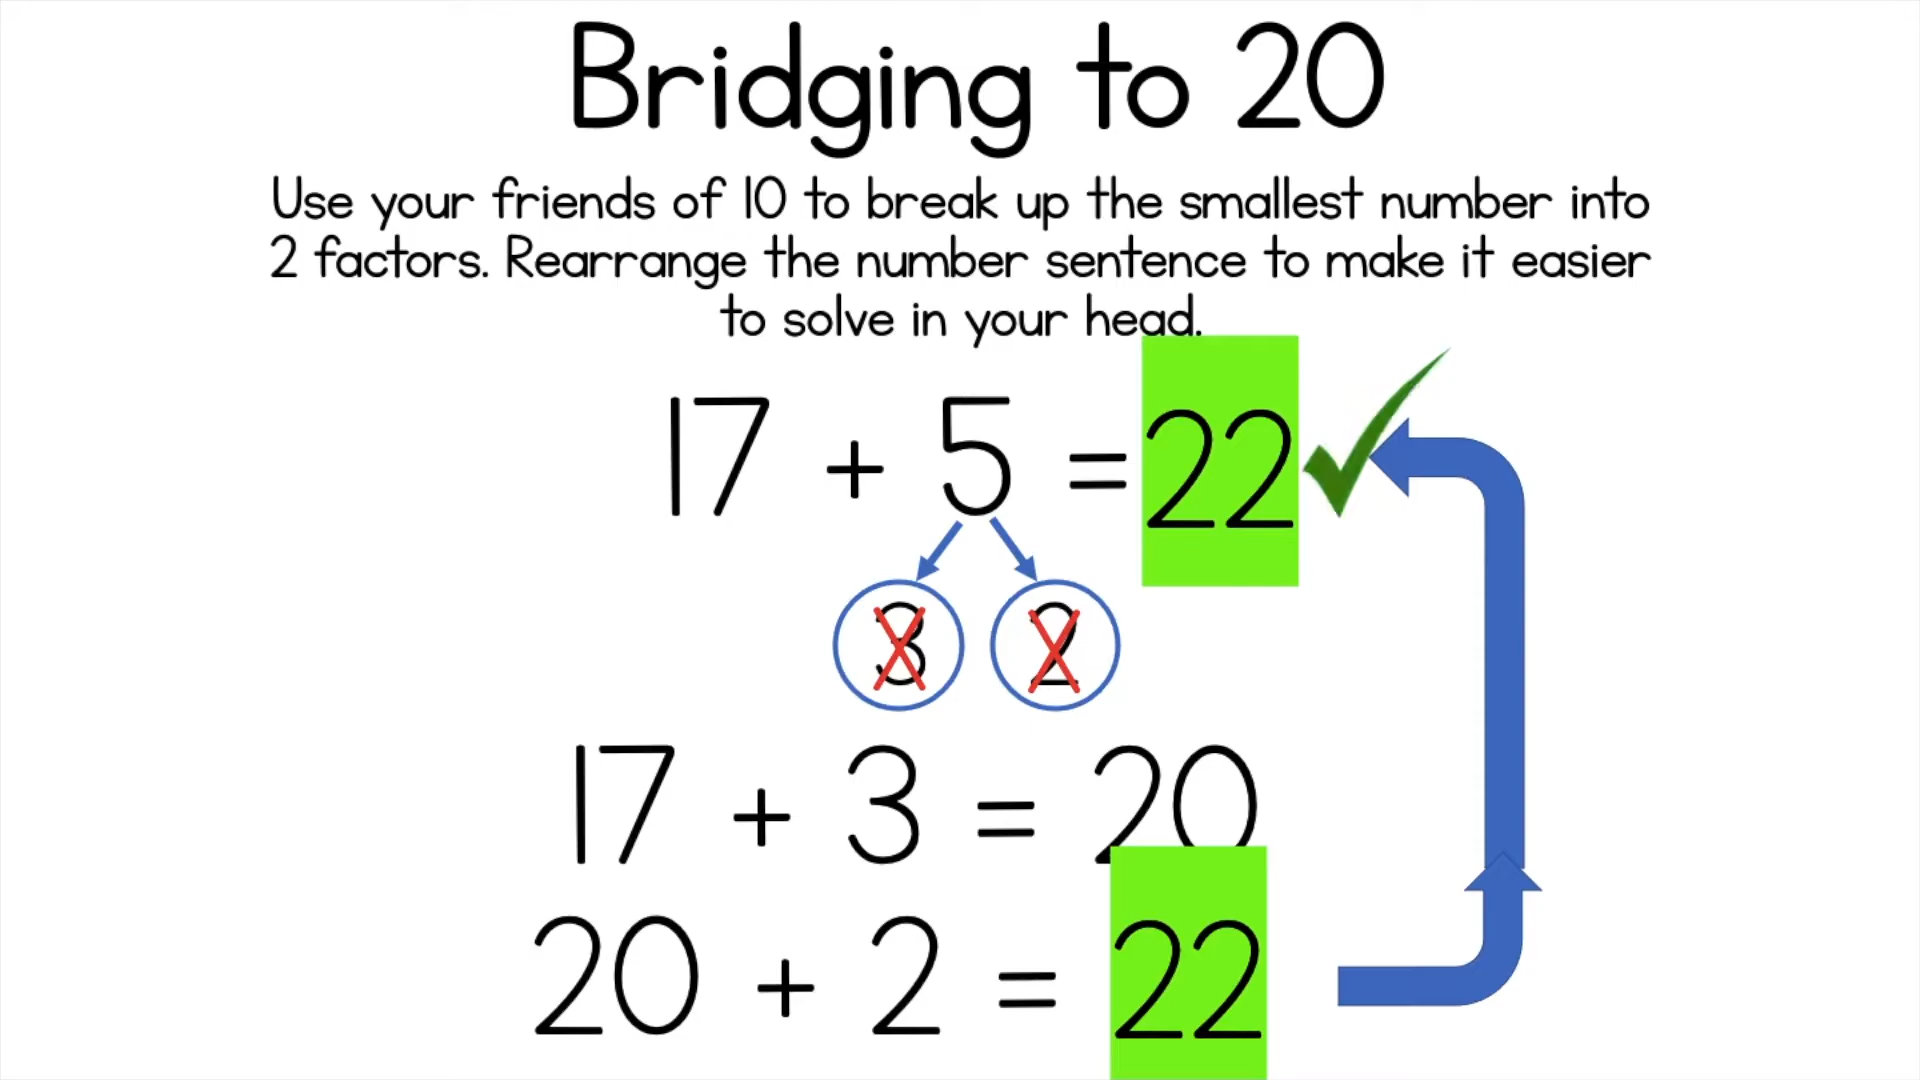 Bridging to 20
Use your friends of 10 to break up the smallest number into
2 factors. Rearrange the number sentence to make it easier
to solve in your head.
17 + 5 = 22
3 2
17 + 3 = 20
20 + 2 = 22